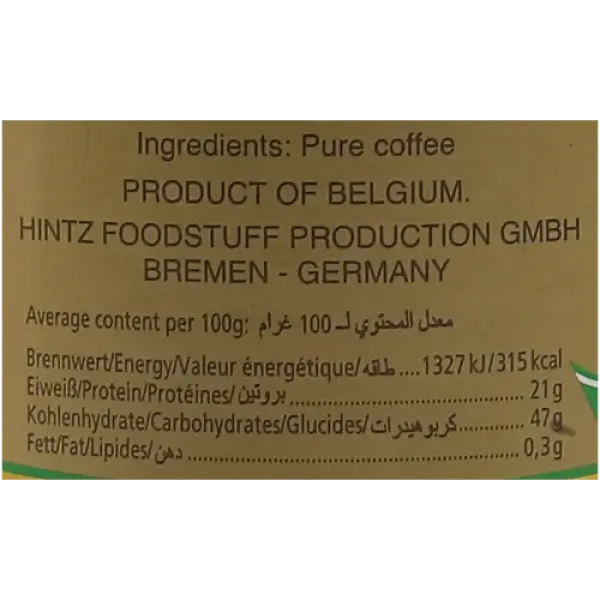 Ingredients: Pure coffee
PRODUCT OF BELGIUM.
HINTZ FOODSTUFF PRODUCTION GMBH
BREMEN - GERMANY
Average content per 100g: معدل المحتوي لـ 100 غرام
Brennwert/Energy/Valeur énergétique/طاقه....1327 kJ/315 kcal
Eiweiß/Protein/Protéines/بروتين................................................21 g
Kohlenhydrate/Carbohydrates/Glucides/كربوهيدرات.............47g
Fett/Fat/Lipides/دهن..............................................................0,3 g